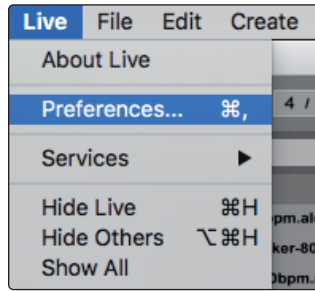 Live File Edit Create
About Live
Preferences... ⌘,
4 /
Services ▶
Hide Live ⌘H
pm.al
Hide Others ⌥⌘H
ker-80
Show All
0bpm.a